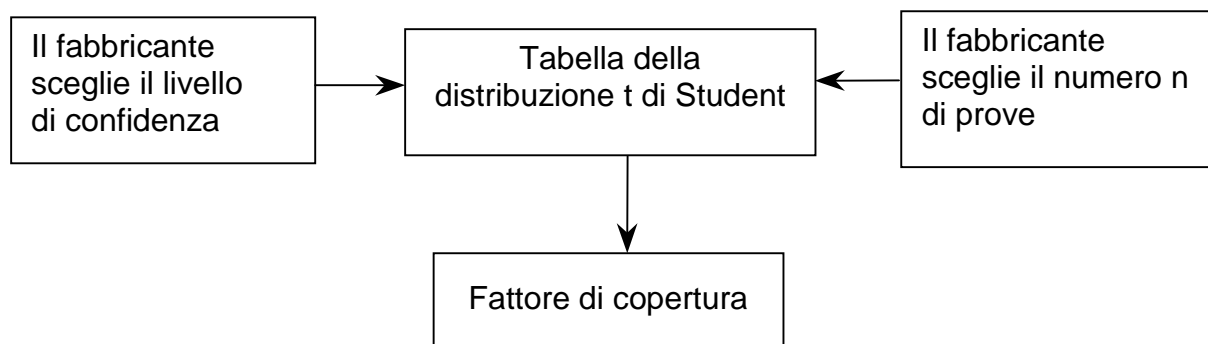 Il fabbricante
sceglie il livello
di confidenza
Tabella della
distribuzione t di Student
Il fabbricante
sceglie il numero n
di prove
Fattore di copertura